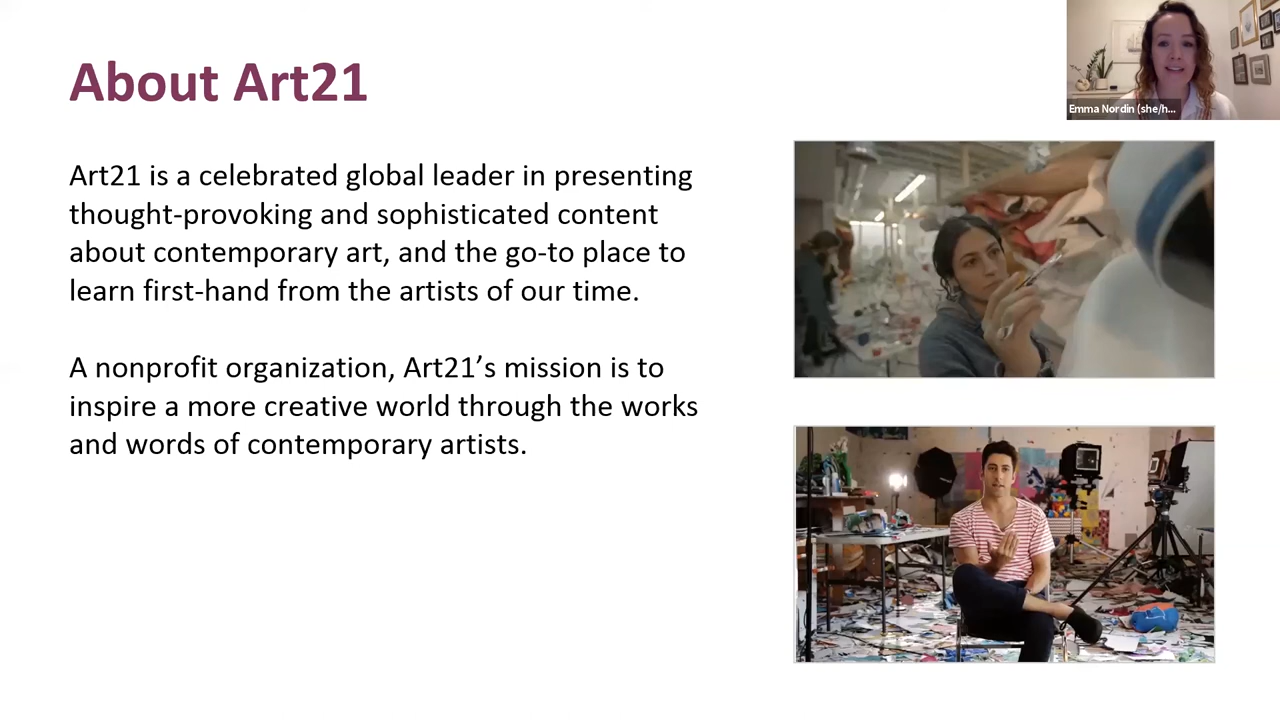 About Art21
Emma Nordin (she/h...
Art21 is a celebrated global leader in presenting
thought-provoking and sophisticated content
about contemporary art, and the go-to place to
learn first-hand from the artists of our time.
A nonprofit organization, Art21’s mission is to
inspire a more creative world through the works
and words of contemporary artists.